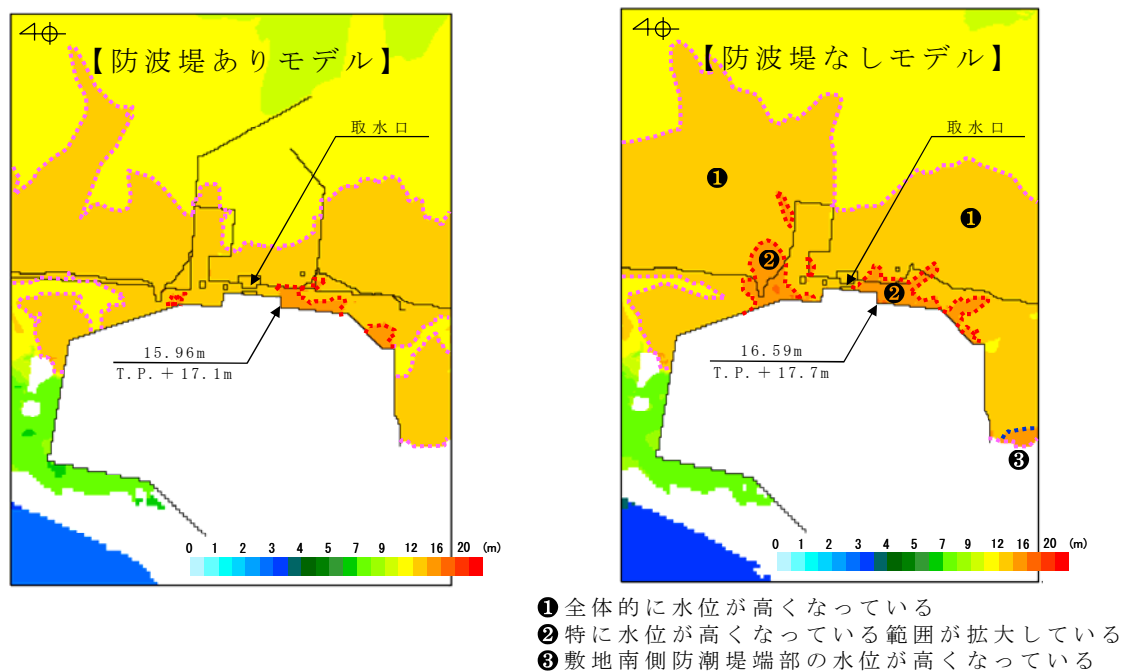 【防波堤ありモデル】
取水口
15.96m
T.P.+17.1m
0 1 2 3 4 5 7 9 12 16 20 (m)
【防波堤なしモデル】
取水口
❶
❶
❷
❷
16.59m
T.P.+17.7m
❸
0 1 2 3 4 5 7 9 12 16 20 (m)
❶全体的に水位が高くなっている
❷特に水位が高くなっている範囲が拡大している
❸敷地南側防潮堤端部の水位が高くなっている